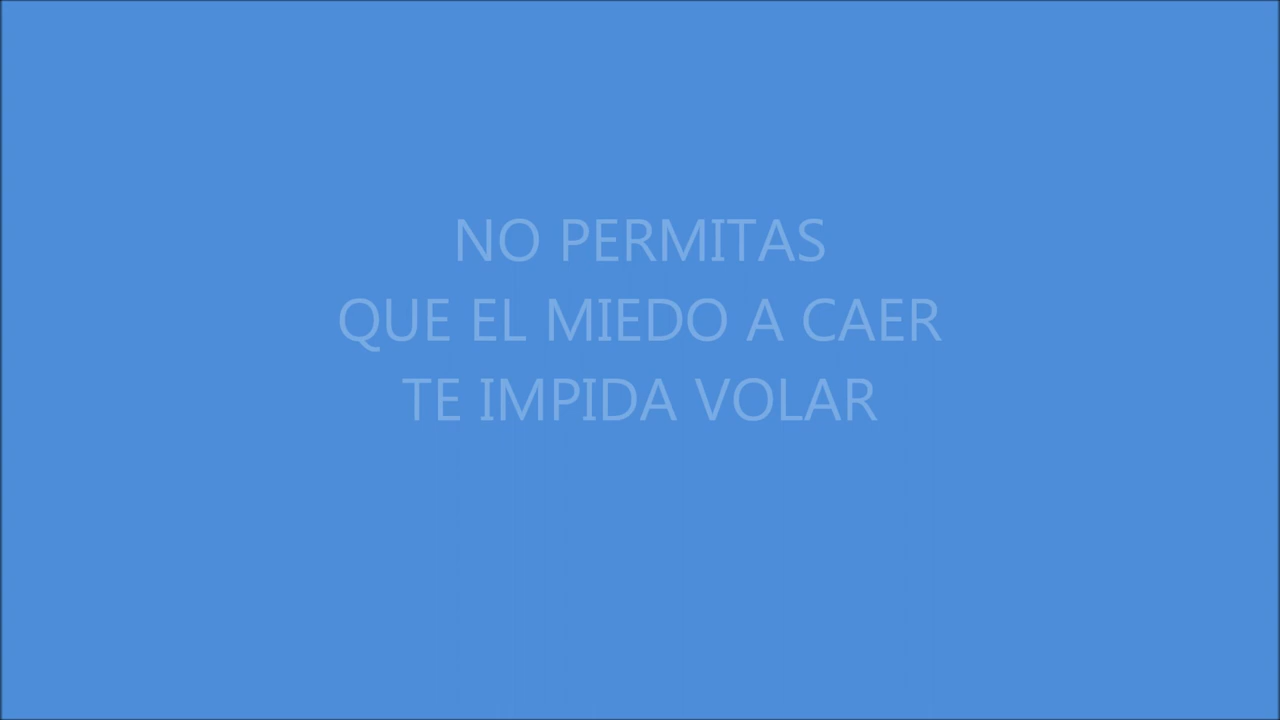 NO PERMITAS
QUE EL MIEDO A CAER
TE IMPIDA VOLAR